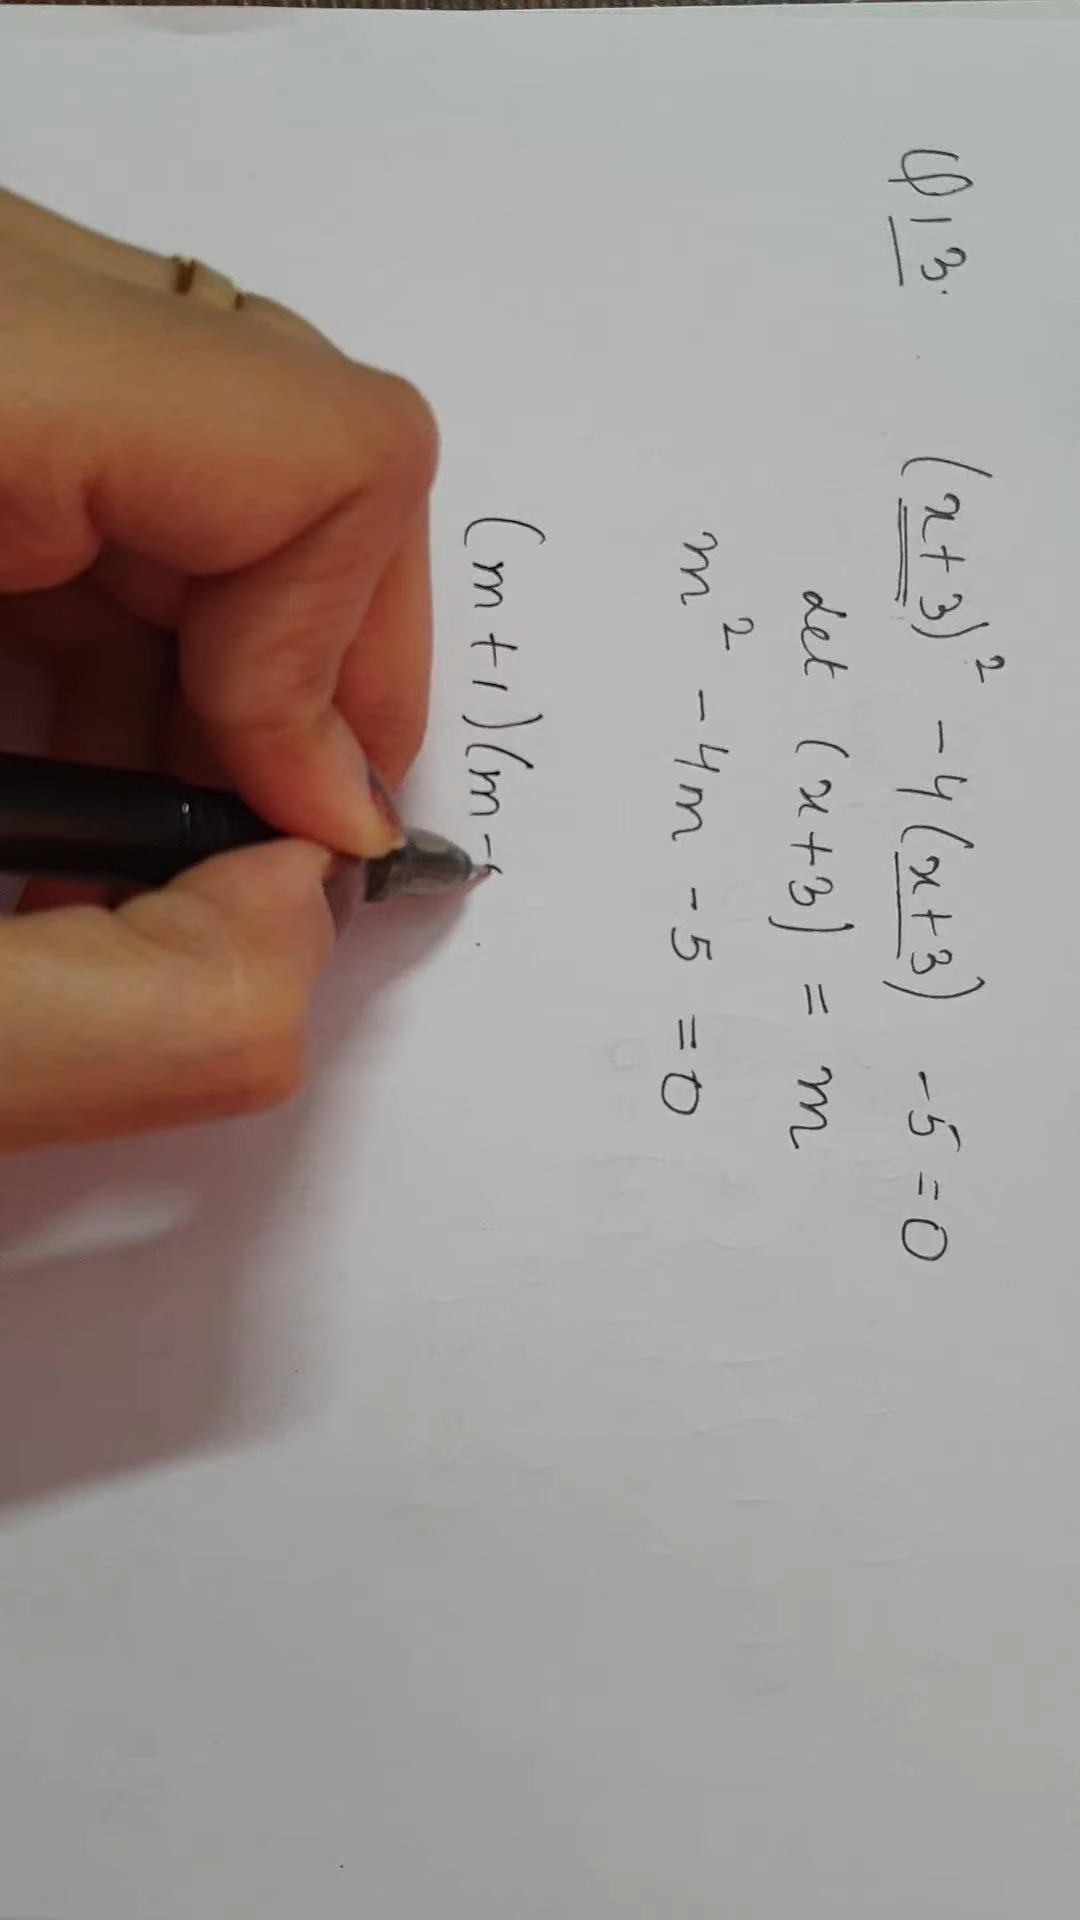 Q13.
(x+3)² -4(x+3) -5=0
Let (x+3) = m
m² -4m -5 =0
(m+1)(m-